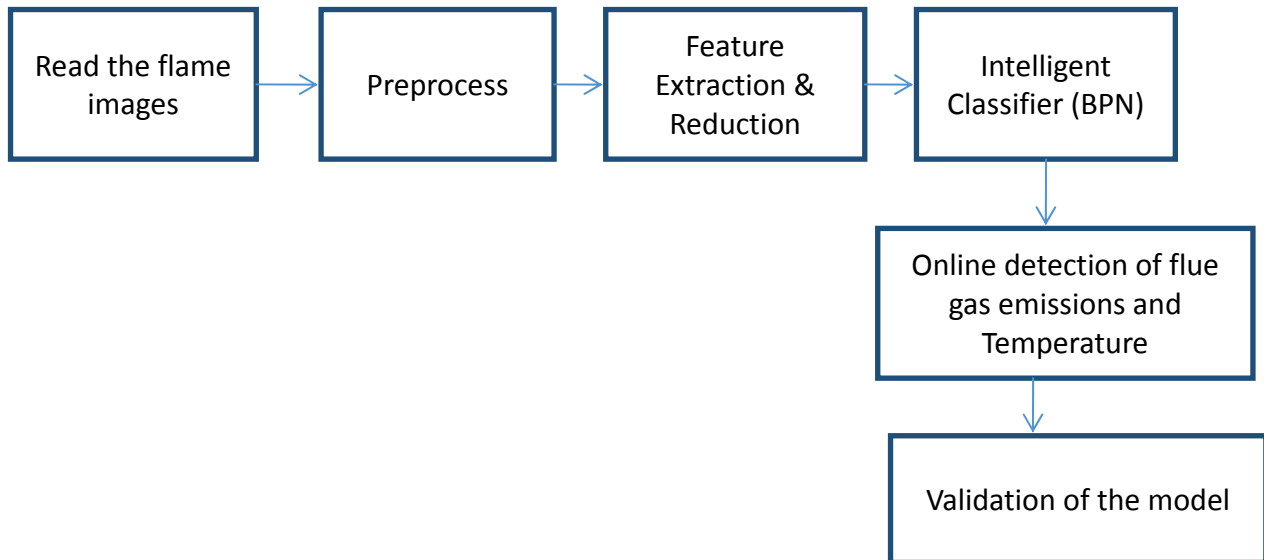 Read the flame
images
Preprocess
Feature
Extraction &
Reduction
Intelligent
Classifier (BPN)
Online detection of flue
gas emissions and
Temperature
Validation of the model